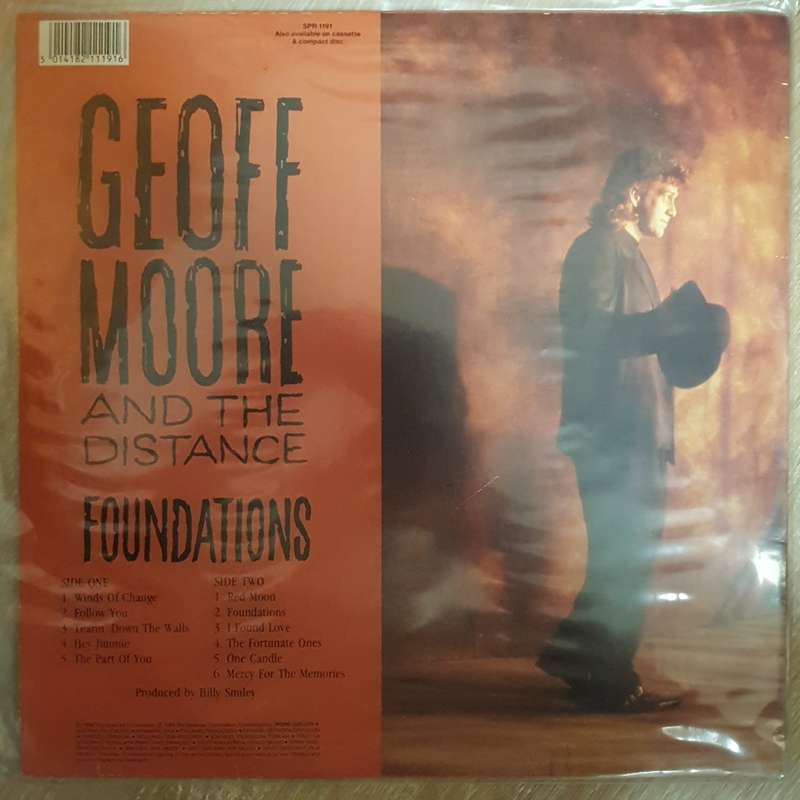 SPR 1191
Also available on cassette
& compact disc
5 014182 111916
GEOFF
MOORE
AND THE
DISTANCE
FOUNDATIONS
SIDE ONE
1. Winds Of Change
2. Follow You
3. Tearin' Down The Walls
4. Hey Jimmie
5. The Part Of You
SIDE TWO
1. Red Moon
2. Foundations
3. I Found Love
4. The Fortunate Ones
5. One Candle
6. Mercy For The Memories
Produced by Billy Smiley